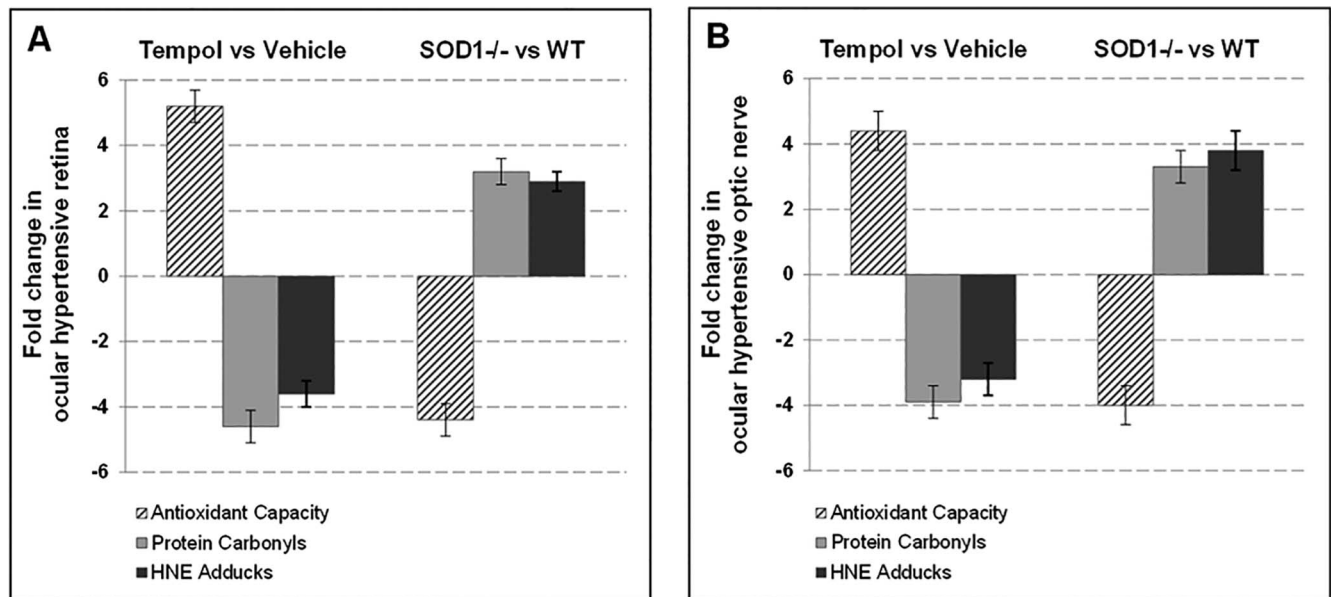 A
Tempol vs Vehicle
SOD1-/- vs WT
Fold change in
ocular hypertensive retina
6
4
2
0
-2
-4
-6
Antioxidant Capacity
Protein Carbonyls
HNE Adducks
B
Tempol vs Vehicle
SOD1-/- vs WT
Fold change in
ocular hypertensive optic nerve
6
4
2
0
-2
-4
-6
Antioxidant Capacity
Protein Carbonyls
HNE Adducks